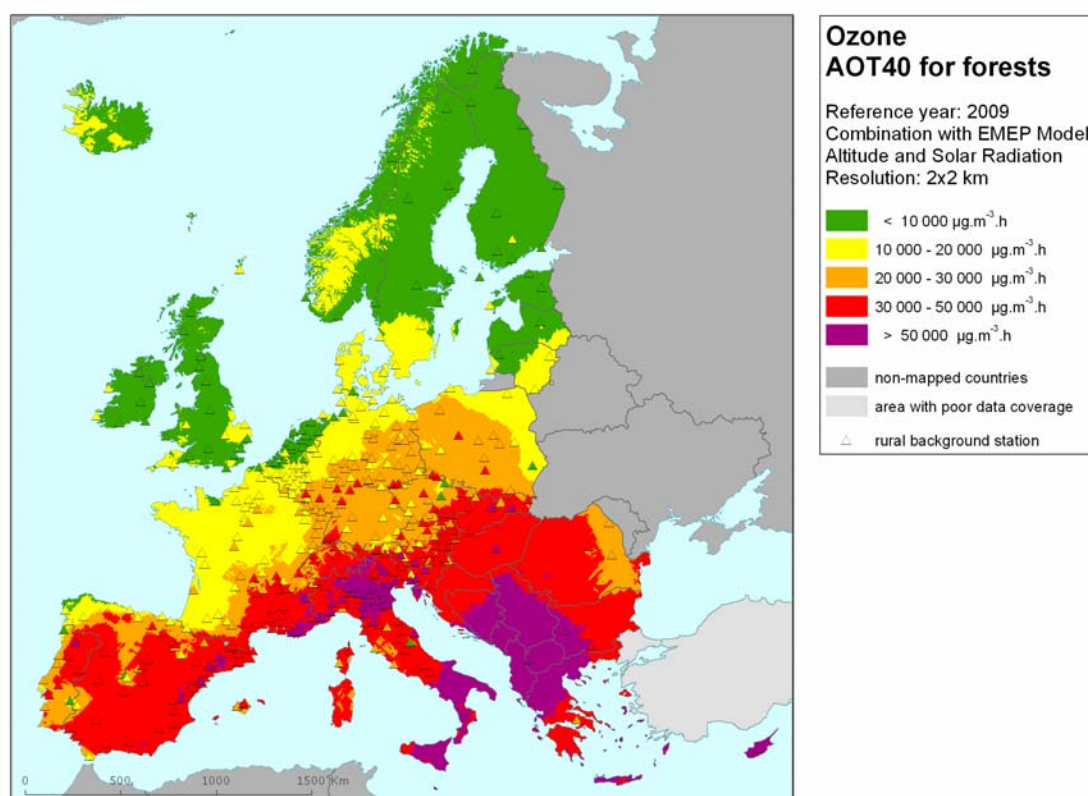 Ozone
AOT40 for forests
Reference year: 2009
Combination with EMEP Model
Altitude and Solar Radiation
Resolution: 2x2 km
< 10 000 µg.m⁻³.h
10 000 - 20 000 µg.m⁻³.h
20 000 - 30 000 µg.m⁻³.h
30 000 - 50 000 µg.m⁻³.h
> 50 000 µg.m⁻³.h
non-mapped countries
area with poor data coverage
rural background station
0 500 1000 1500 Km